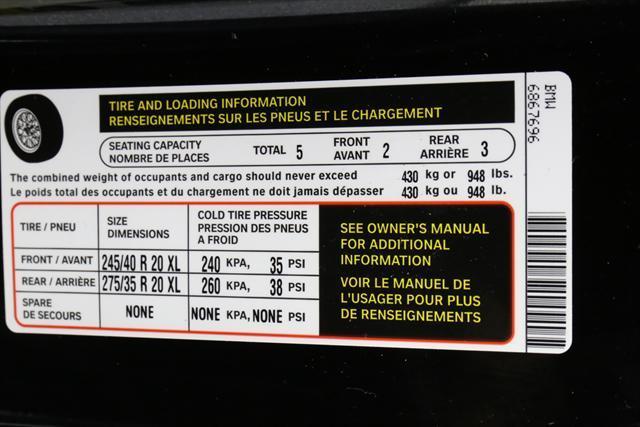 TIRE AND LOADING INFORMATION
RENSEIGNEMENTS SUR LES PNEUS ET LE CHARGEMENT
SEATING CAPACITY
NOMBRE DE PLACES
TOTAL 5
FRONT
AVANT 2
REAR
ARRIÈRE 3
The combined weight of occupants and cargo should never exceed 430 kg or 948 lbs.
Le poids total des occupants et du chargement ne doit jamais dépasser 430 kg or 948 lb.
TIRE / PNEU
SIZE
DIMENSIONS
COLD TIRE PRESSURE
PRESSION DES PNEUS
A FROID
FRONT / AVANT 245/40 R 20 XL 240 KPA, 35 PSI
REAR / ARRIÈRE 275/35 R 20 XL 260 KPA, 38 PSI
SPARE
DE SECOURS
NONE NONE KPA, NONE PSI
SEE OWNER'S MANUAL
FOR ADDITIONAL
INFORMATION
VOIR LE MANUEL DE
L'USAGER POUR PLUS
DE RENSEIGNEMENTS
BMW
6867696